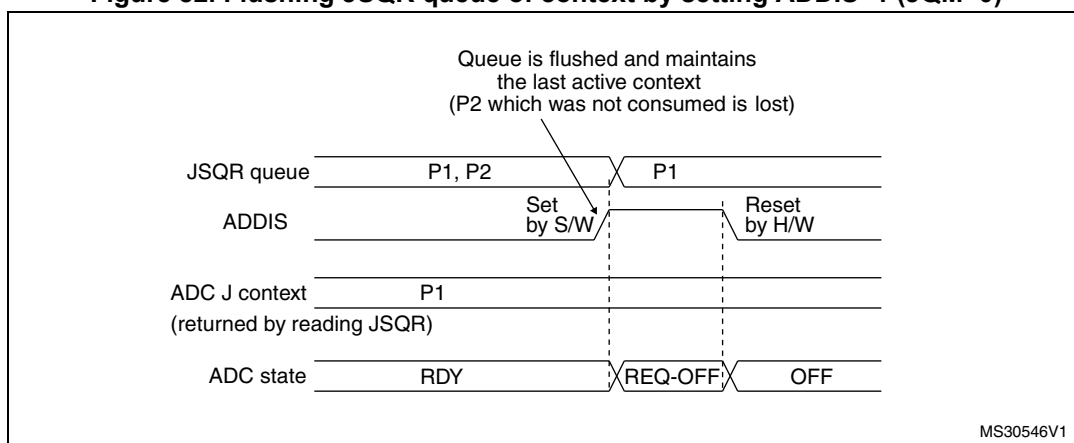 Queue is flushed and maintains
the last active context
(P2 which was not consumed is lost)
JSQR queue P1, P2 P1
ADDIS Set by S/W Reset by H/W
ADC J context P1
(returned by reading JSQR)
ADC state RDY REQ-OFF OFF
MS30546V1